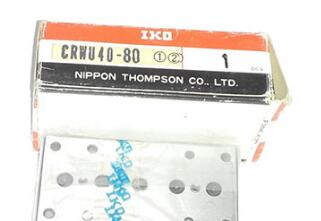 IKO
CRWU40-80 ①② 1
NIPPON THOMPSON CO., LTD.